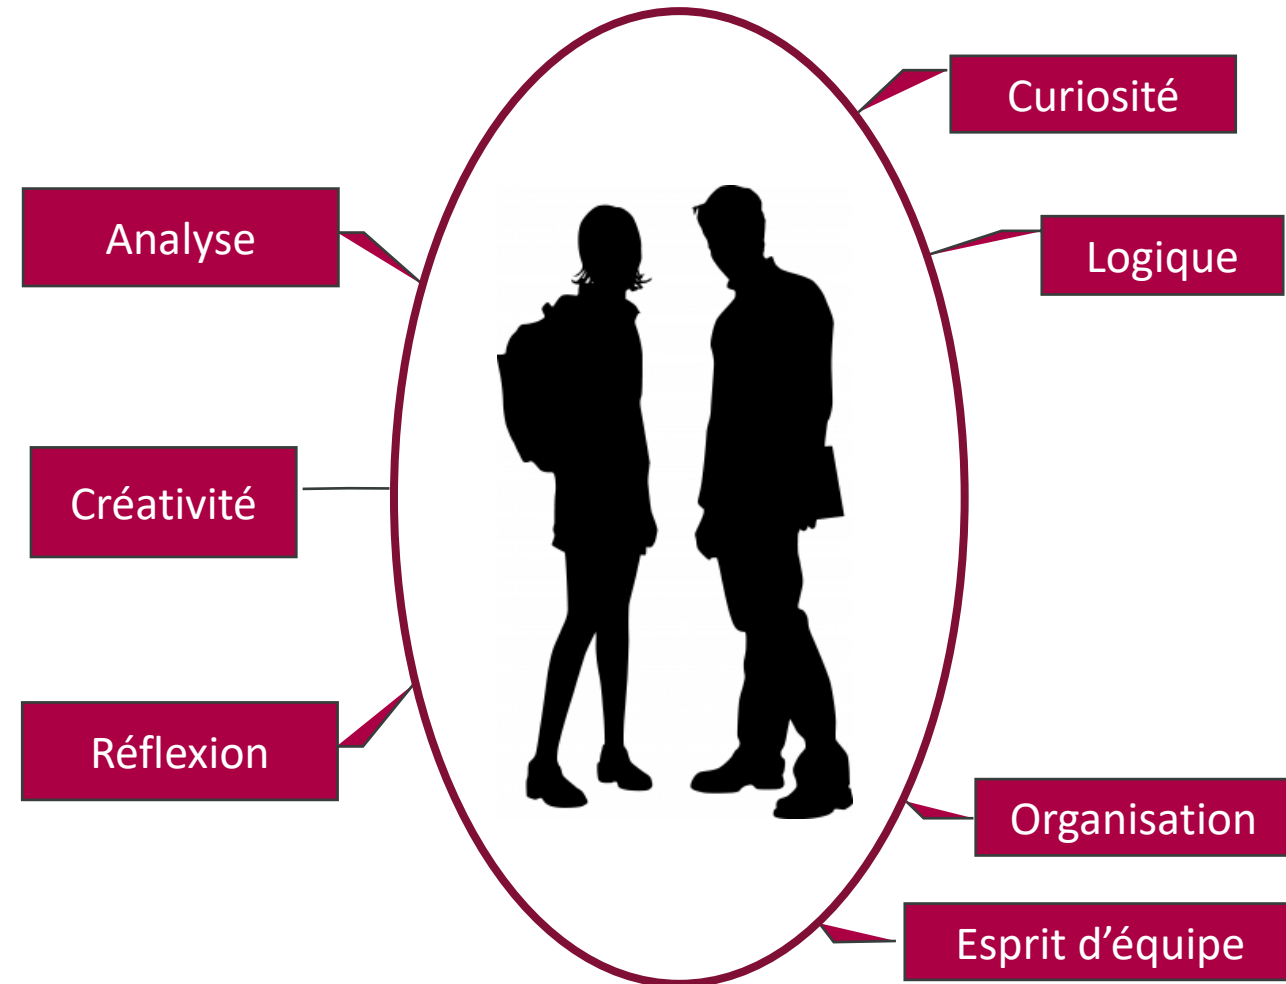 Curiosité
Analyse
Logique
Créativité
Réflexion
Organisation
Esprit d’équipe